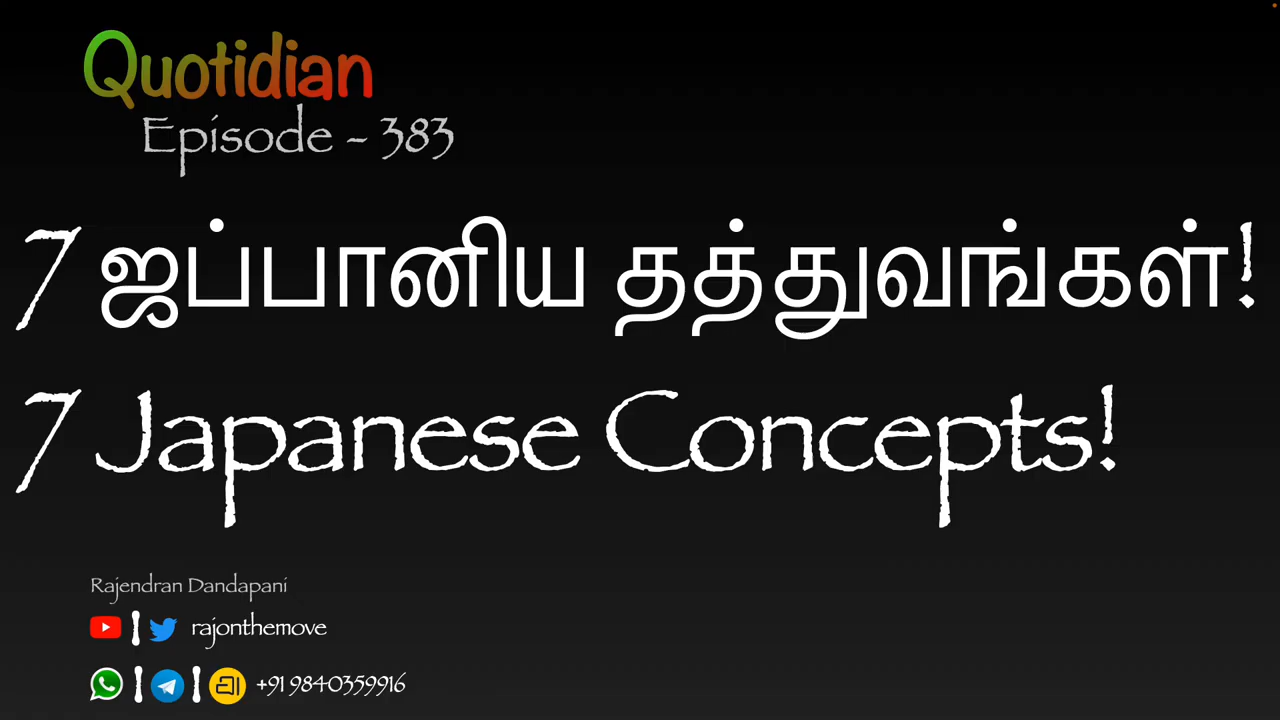 Quotidian
Episode - 383
7 ஜப்பானிய தத்துவங்கள்!
7 Japanese Concepts!
Rajendran Dandapani
rajonthemove
+91 9840359916